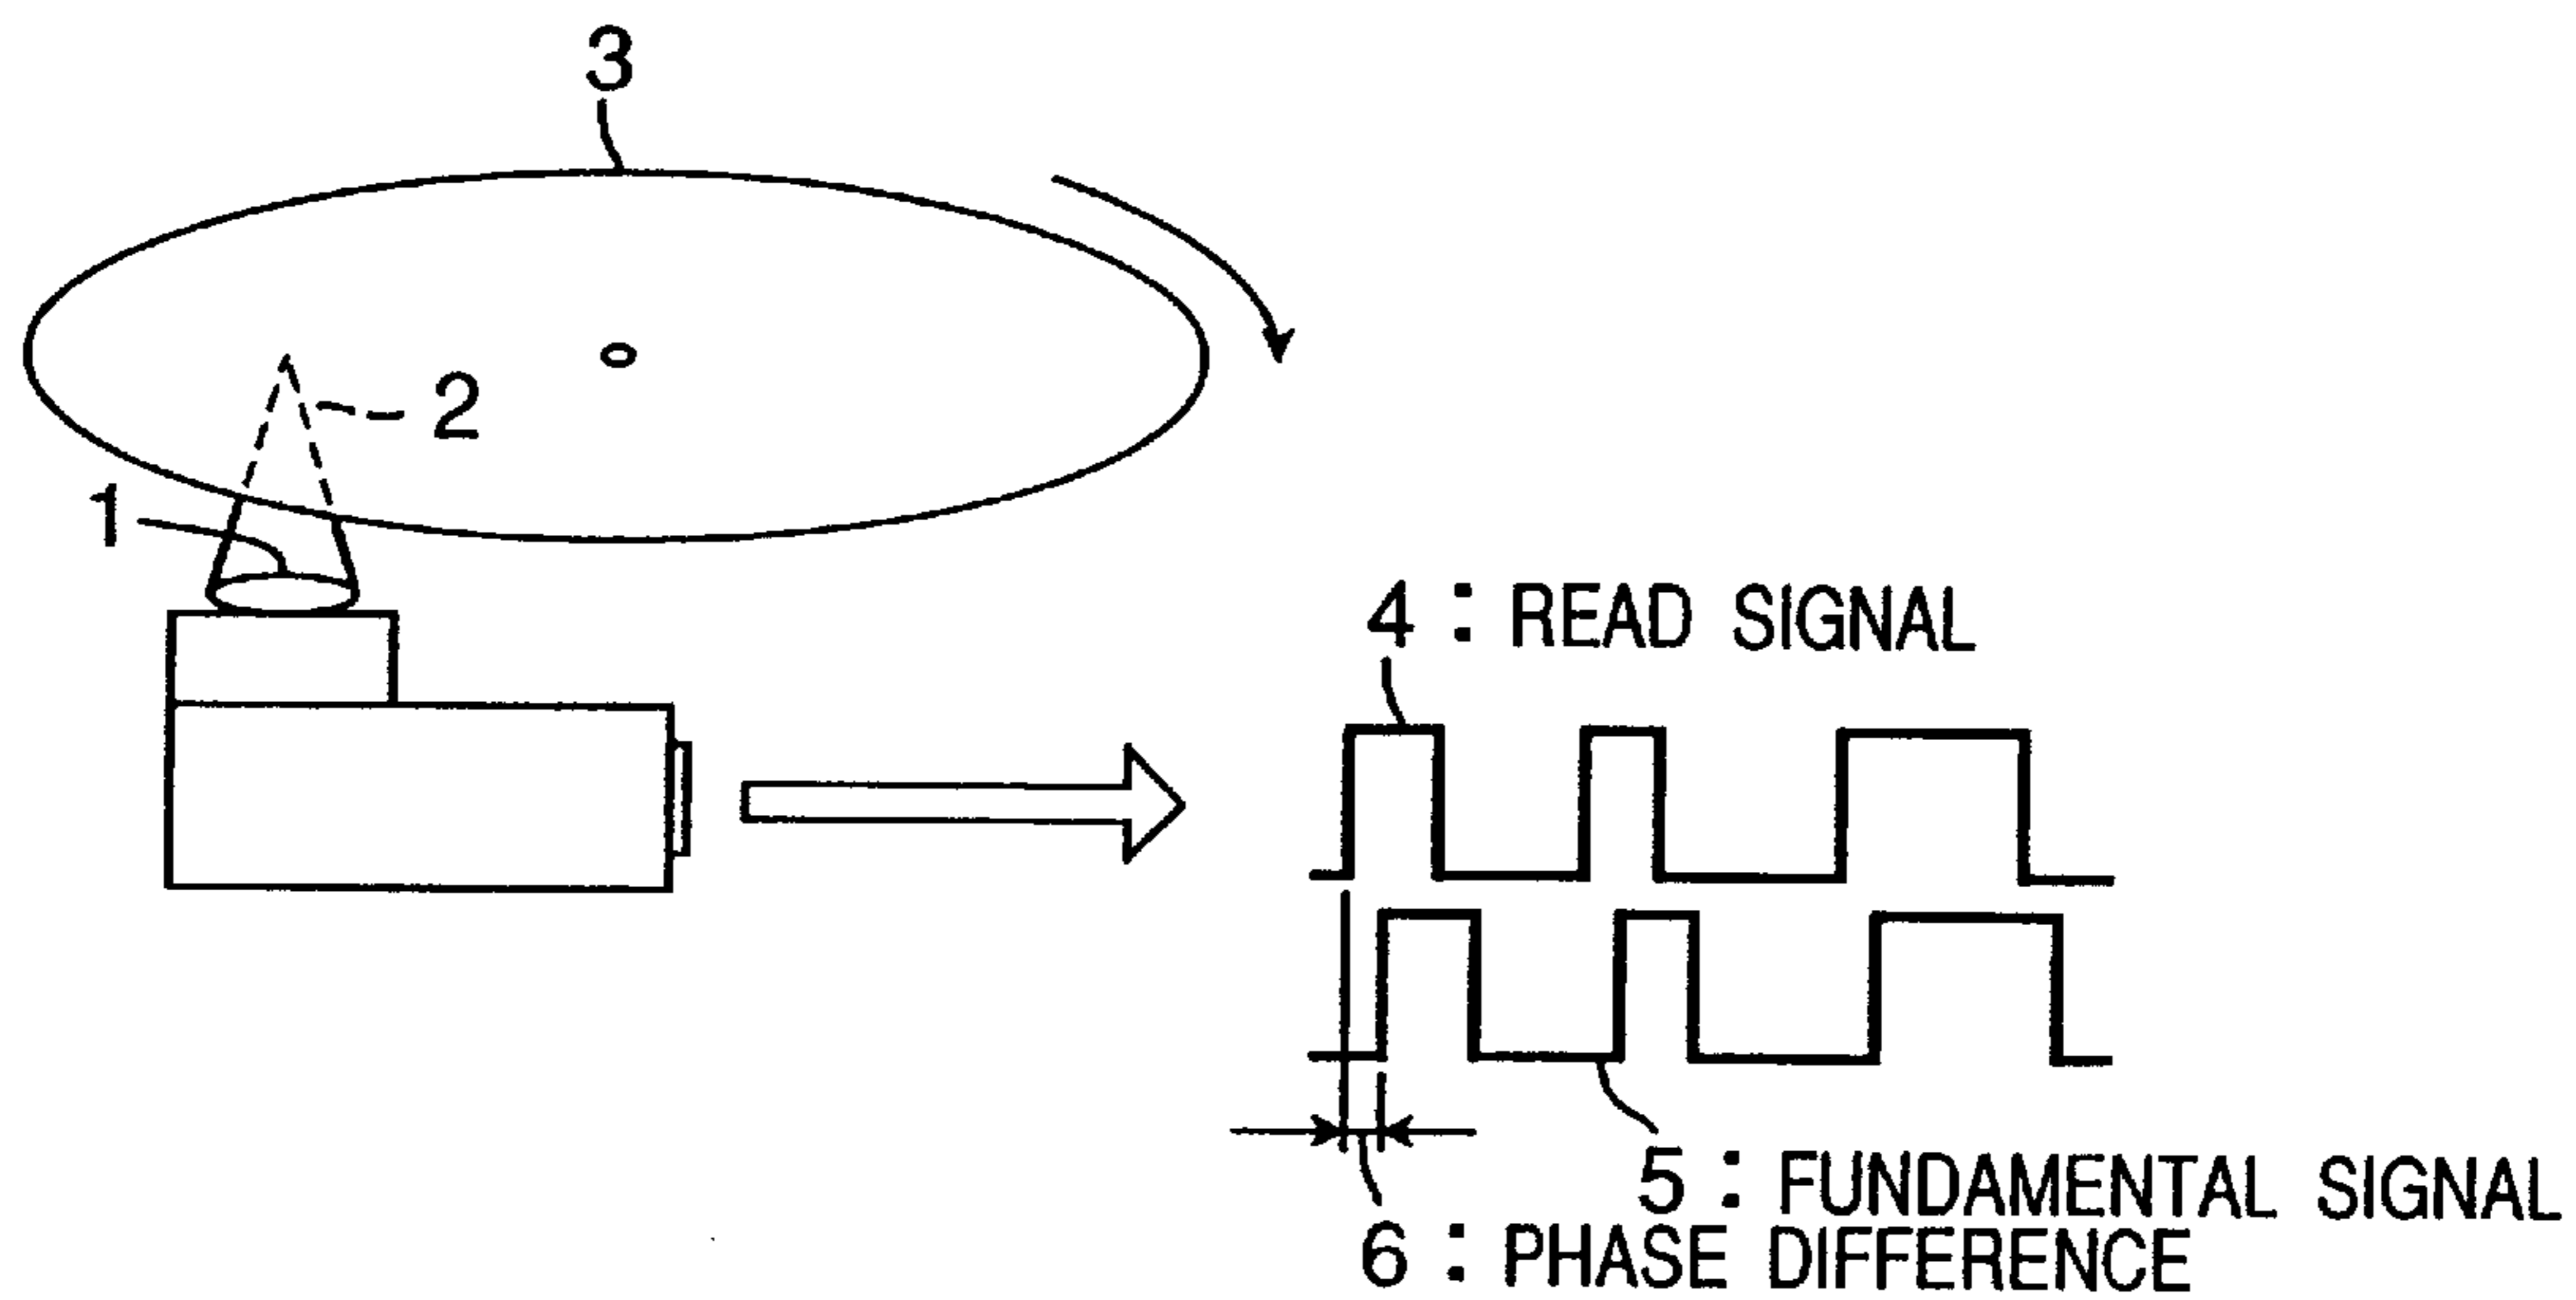 3
2
1
4 : READ SIGNAL
5 : FUNDAMENTAL SIGNAL
6 : PHASE DIFFERENCE